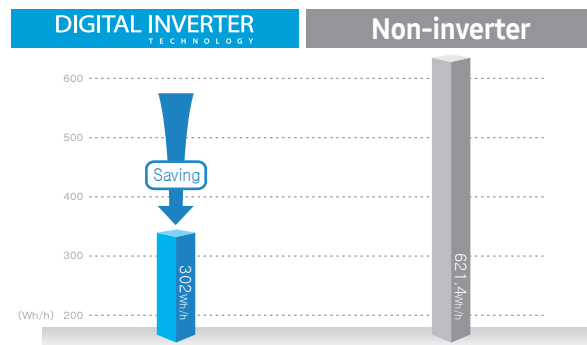 DIGITAL INVERTER
TECHNOLOGY
Non-inverter
600
500
400
300
(Wh/h) 200
Saving
302Wh/h
621.4Wh/h